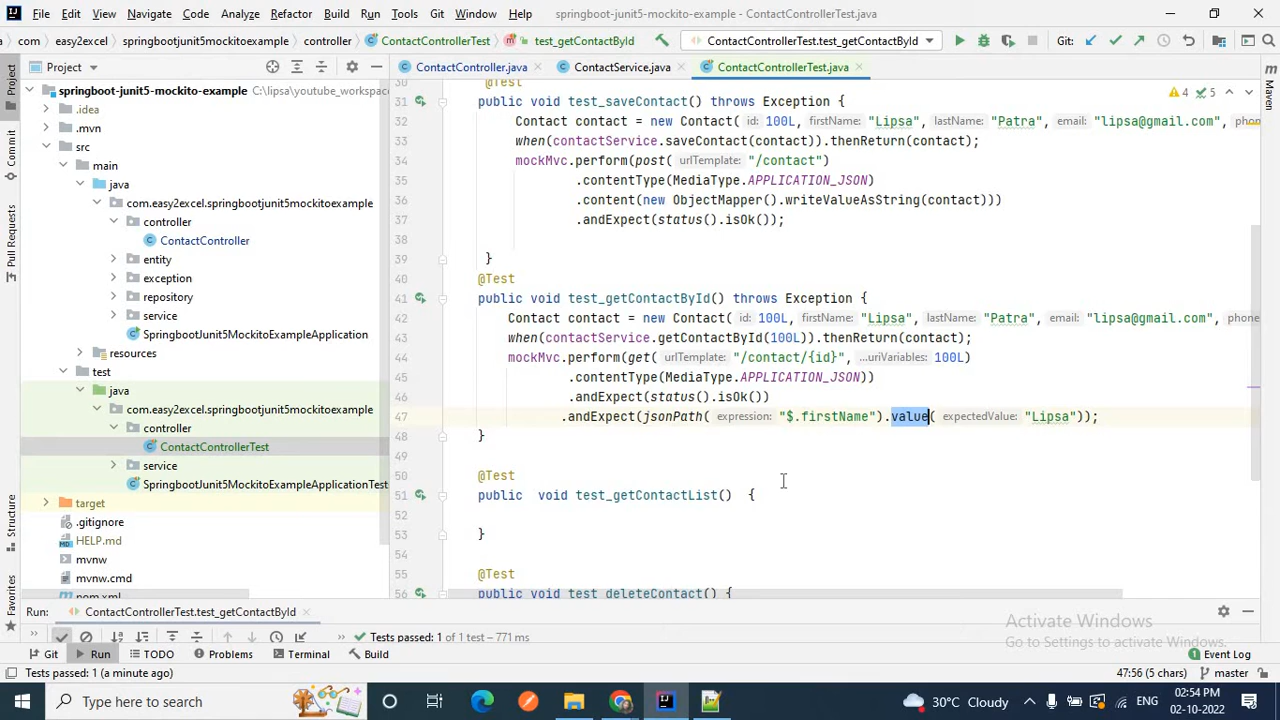 File Edit View Navigate Code Analyze Refactor Build Run Tools Git Window Help springboot-junit5-mockito-example - ContactControllerTest.java
com easy2excel springbootjunit5mockitoexample controller ContactControllerTest test_getContactById ContactControllerTest.test_getContactById Git:
Project ContactController.java ContactService.java ContactControllerTest.java
springboot-junit5-mockito-example C:\lipsa\youtube_workspac
.idea
.mvn
src
main
java
com.easy2excel.springbootjunit5mockitoexample
controller
ContactController
entity
exception
repository
service
SpringbootJunit5MockitoExampleApplication
resources
test
java
com.easy2excel.springbootjunit5mockitoexample
controller
ContactControllerTest
service
SpringbootJunit5MockitoExampleApplicationTest
target
.gitignore
HELP.md
mvnw
mvnw.cmd
pom.xml
4 5
30 @Test
31 public void test_saveContact() throws Exception {
32 Contact contact = new Contact( id: 100L, firstName: "Lipsa", lastName: "Patra", email: "lipsa@gmail.com", phon
33 when(contactService.saveContact(contact)).thenReturn(contact);
34 mockMvc.perform(post( urlTemplate: "/contact")
35 .contentType(MediaType.APPLICATION_JSON)
36 .content(new ObjectMapper().writeValueAsString(contact)))
37 .andExpect(status().isOk());
38
39 }
40 @Test
41 public void test_getContactById() throws Exception {
42 Contact contact = new Contact( id: 100L, firstName: "Lipsa", lastName: "Patra", email: "lipsa@gmail.com", phone
43 when(contactService.getContactById(100L)).thenReturn(contact);
44 mockMvc.perform(get( urlTemplate: "/contact/{id}", ...uriVariables: 100L)
45 .contentType(MediaType.APPLICATION_JSON))
46 .andExpect(status().isOk())
47 .andExpect(jsonPath( expression: "$.firstName").value( expectedValue: "Lipsa"));
48 }
49
50 @Test
51 public void test_getContactList() {
52
53 }
54
55 @Test
56 public void test_deleteContact() {
Project
Commit
Pull Requests
Structure
Favorites
Maven
Run: ContactControllerTest.test_getContactById
Tests passed: 1 of 1 test – 771 ms
Activate Windows
Go to Settings to activate Windows.
Git Run TODO Problems Terminal Build Event Log
Tests passed: 1 (a minute ago) 47:56 (5 chars) master
Type here to search 30°C Cloudy ENG 02:54 PM
02-10-2022